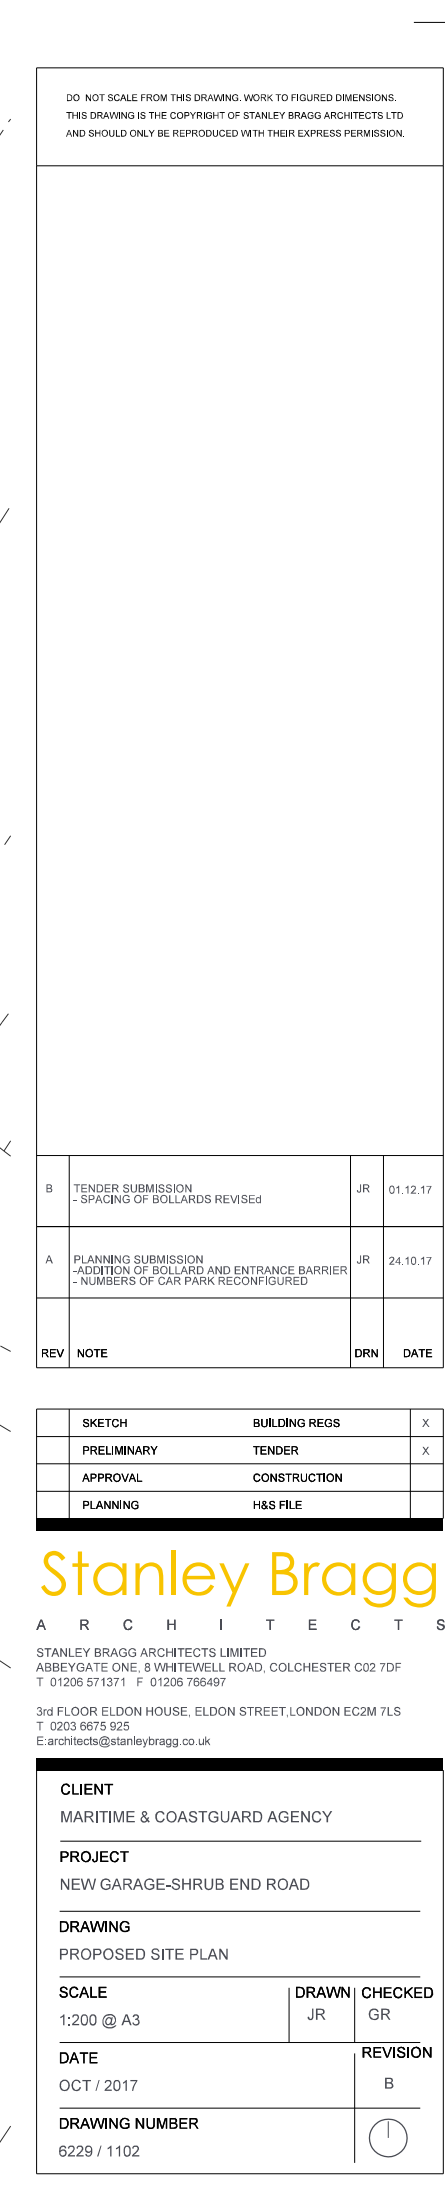 DO NOT SCALE FROM THIS DRAWING. WORK TO FIGURED DIMENSIONS.
THIS DRAWING IS THE COPYRIGHT OF STANLEY BRAGG ARCHITECTS LTD
AND SHOULD ONLY BE REPRODUCED WITH THEIR EXPRESS PERMISSION.
B TENDER SUBMISSION JR 01.12.17
- SPACING OF BOLLARDS REVISEd
A PLANNING SUBMISSION JR 24.10.17
-ADDITION OF BOLLARD AND ENTRANCE BARRIER
- NUMBERS OF CAR PARK RECONFIGURED
REV NOTE DRN DATE
SKETCH BUILDING REGS X
PRELIMINARY TENDER X
APPROVAL CONSTRUCTION
PLANNING H&S FILE
Stanley Bragg
A R C H I T E C T S
STANLEY BRAGG ARCHITECTS LIMITED
ABBEYGATE ONE, 8 WHITEWELL ROAD, COLCHESTER C02 7DF
T 01206 571371 F 01206 766497
3rd FLOOR ELDON HOUSE, ELDON STREET,LONDON EC2M 7LS
T 0203 6675 925
E:architects@stanleybragg.co.uk
CLIENT
MARITIME & COASTGUARD AGENCY
PROJECT
NEW GARAGE-SHRUB END ROAD
DRAWING
PROPOSED SITE PLAN
SCALE DRAWN CHECKED
1:200 @ A3 JR GR
DATE REVISION
OCT / 2017 B
DRAWING NUMBER
6229 / 1102